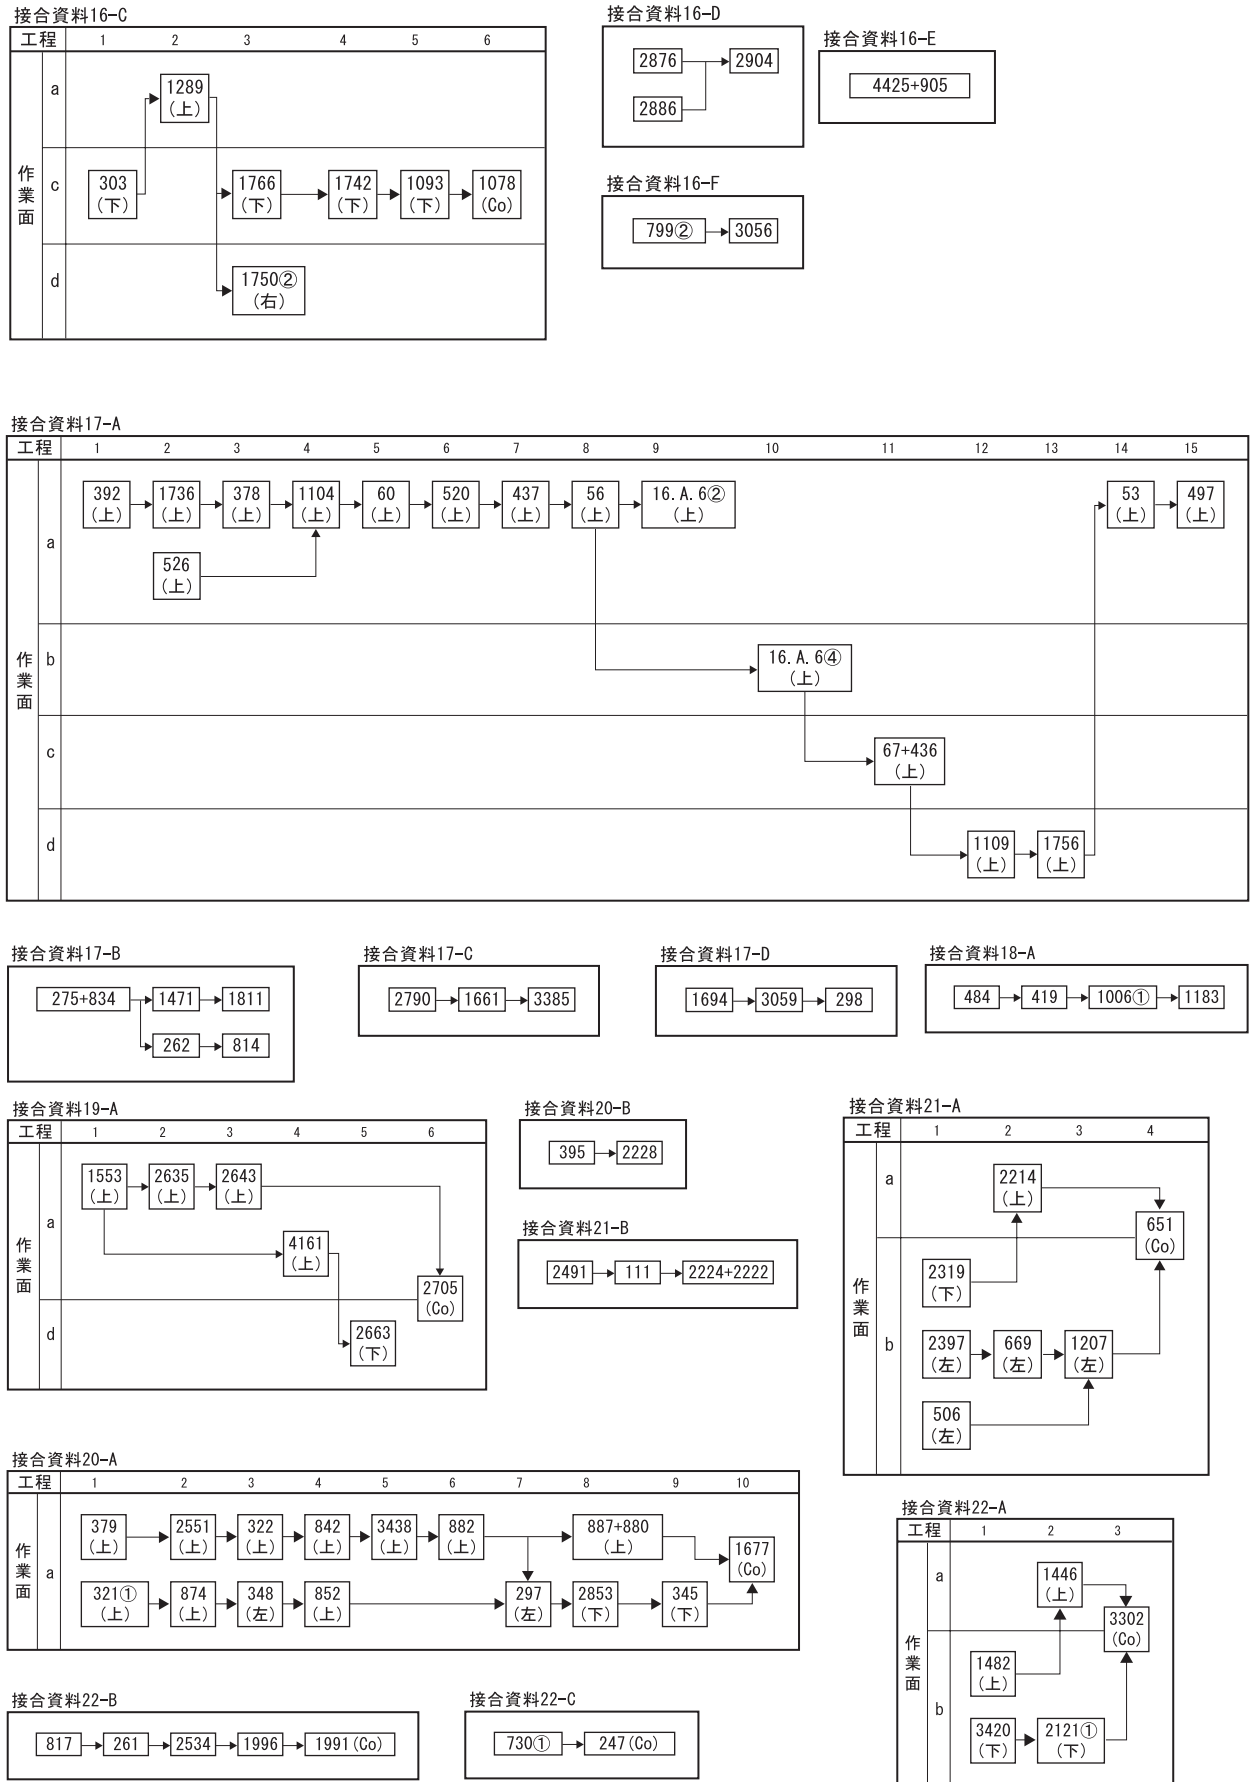 接合資料16-C
工程 1 2 3 4 5 6
作業面
a
1289
(上)
c
303
(下)
1766
(下)
1742
(下)
1093
(下)
1078
(Co)
d
1750②
(右)
接合資料16-D
2876
2904
2886
接合資料16-E
4425+905
接合資料16-F
799②
3056
接合資料17-A
工程 1 2 3 4 5 6 7 8 9 10 11 12 13 14 15
作業面
a
392
(上)
1736
(上)
378
(上)
1104
(上)
60
(上)
520
(上)
437
(上)
56
(上)
16.A.6②
(上)
53
(上)
497
(上)
526
(上)
b
16.A.6④
(上)
c
67+436
(上)
d
1109
(上)
1756
(上)
接合資料17-B
275+834
1471
1811
262
814
接合資料17-C
2790
1661
3385
接合資料17-D
1694
3059
298
接合資料18-A
484
419
1006①
1183
接合資料19-A
工程 1 2 3 4 5 6
作業面
a
1553
(上)
2635
(上)
2643
(上)
4161
(上)
2705
(Co)
d
2663
(下)
接合資料20-B
395
2228
接合資料21-B
2491
111
2224+2222
接合資料21-A
工程 1 2 3 4
作業面
a
2214
(上)
651
(Co)
2319
(下)
b
2397
(左)
669
(左)
1207
(左)
506
(左)
接合資料20-A
工程 1 2 3 4 5 6 7 8 9 10
作業面
a
379
(上)
2551
(上)
322
(上)
842
(上)
3438
(上)
882
(上)
887+880
(上)
1677
(Co)
321①
(上)
874
(上)
348
(左)
852
(上)
297
(左)
2853
(下)
345
(下)
接合資料22-A
工程 1 2 3
作業面
a
1446
(上)
3302
(Co)
1482
(上)
b
3420
(下)
2121①
(下)
接合資料22-B
817
261
2534
1996
1991(Co)
接合資料22-C
730①
247(Co)